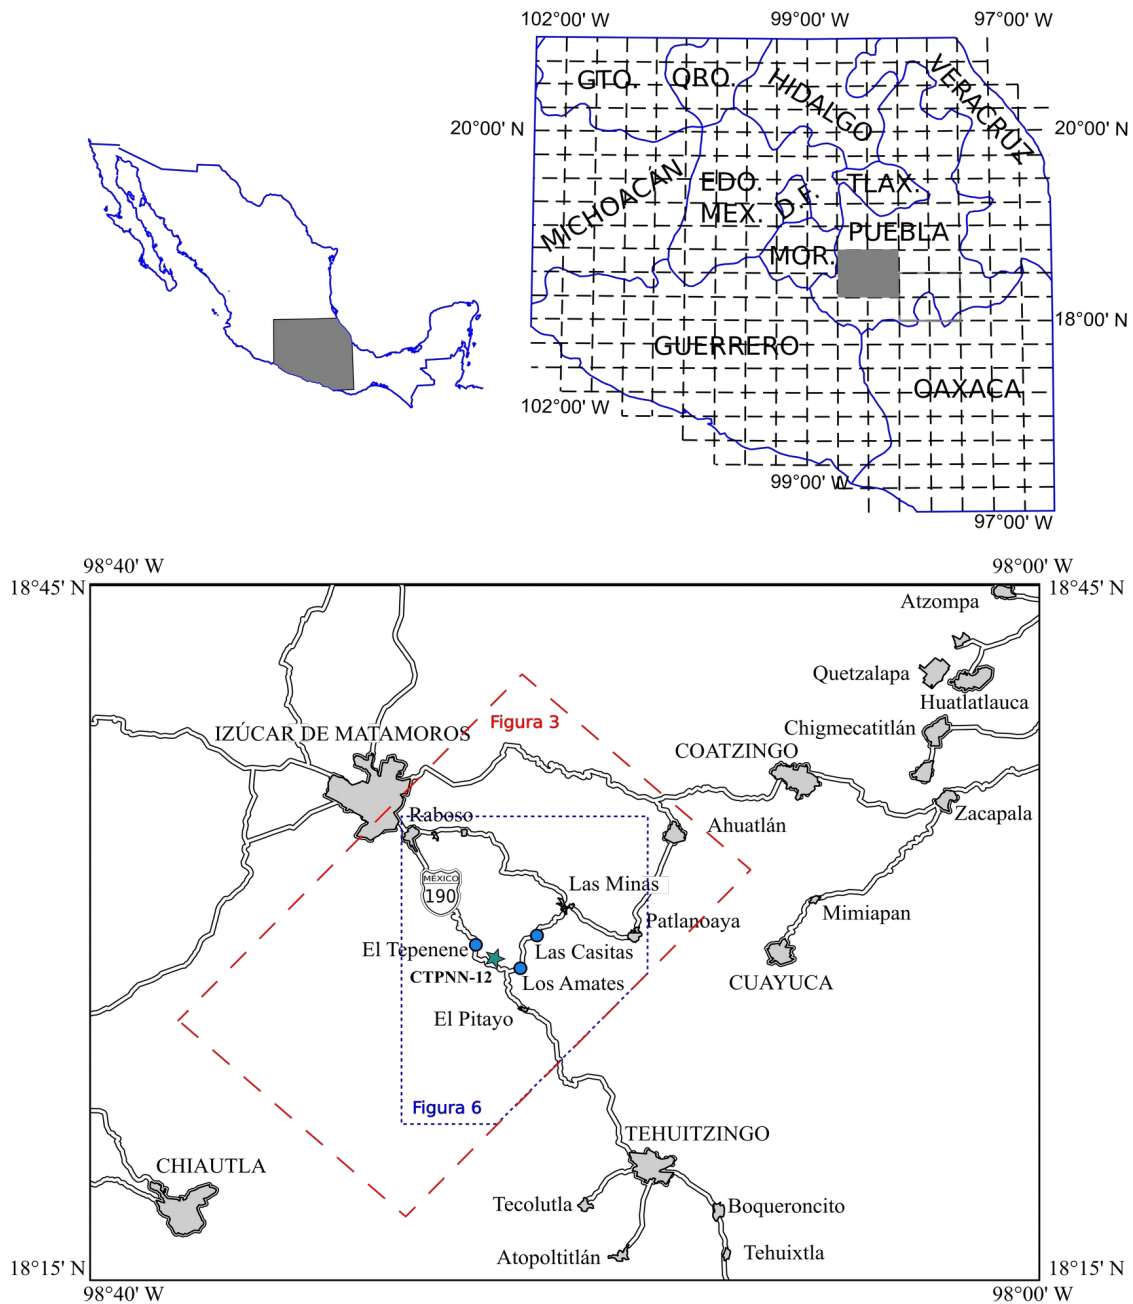 102°00' W
99°00' W
97°00' W
GTO.
QRO.
HIDALGO
VERACRUZ
20°00' N
20°00' N
MICHOACÁN
EDO.
MEX.
D.F.
TLAX.
PUEBLA
MOR.
18°00' N
GUERRERO
OAXACA
102°00' W
99°00' W
97°00' W
98°40' W
98°00' W
18°45' N
18°45' N
Atzompa
Quetzalapa
Huatlatlauca
Figura 3
Chigmecatitlán
IZÚCAR DE MATAMOROS
COATZINGO
Raboso
Ahuatlán
Zacapala
MÉXICO
190
Las Minas
Mimiapan
Patlanoaya
El Tepenene
Las Casitas
CTPNN-12
Los Amates
CUAYUCA
El Pitayo
Figura 6
TEHUITZINGO
CHIAUTLA
Tecolutla
Boqueroncito
Atopoltitlán
Tehuixtla
18°15' N
18°15' N
98°40' W
98°00' W